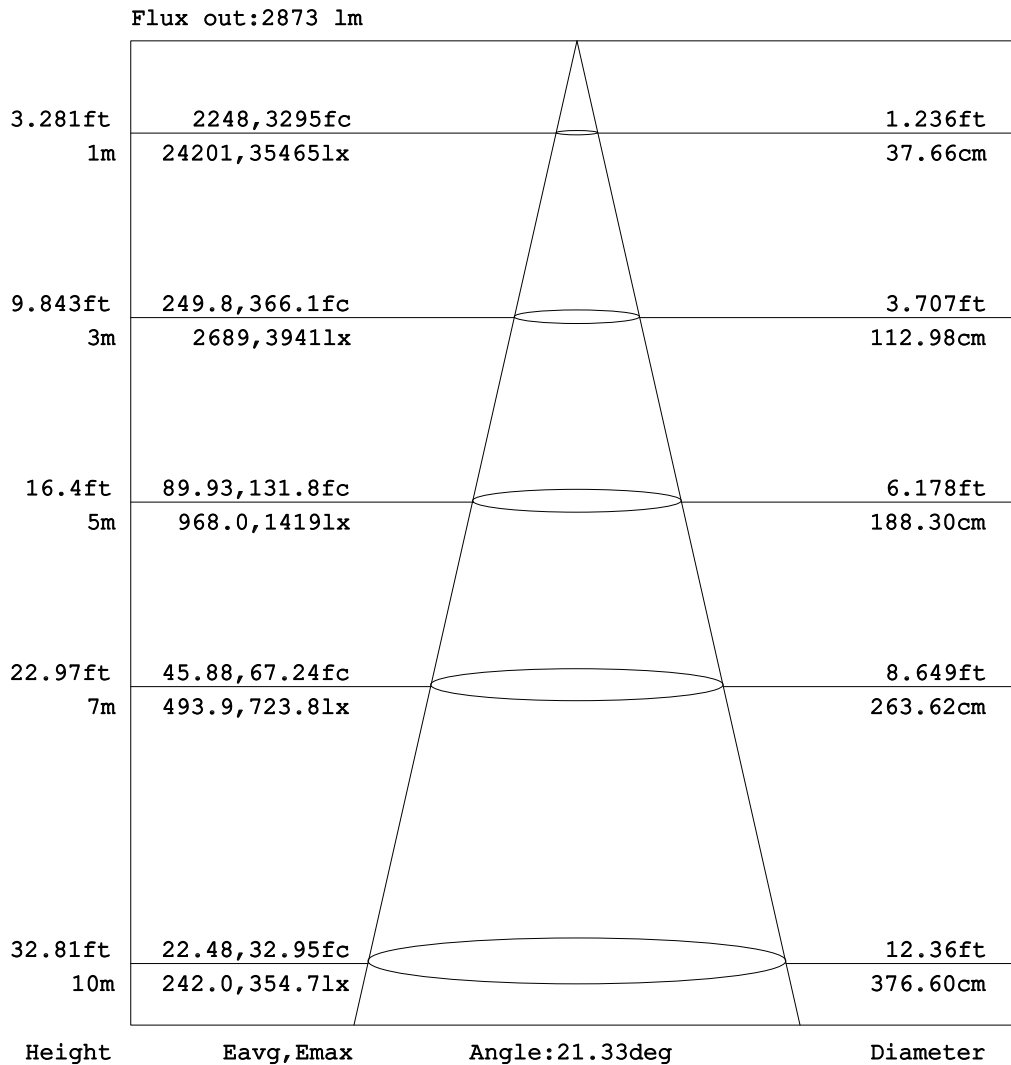 Flux out:2873 lm
3.281ft 2248,3295fc 1.236ft
1m 24201,35465lx 37.66cm
9.843ft 249.8,366.1fc 3.707ft
3m 2689,3941lx 112.98cm
16.4ft 89.93,131.8fc 6.178ft
5m 968.0,1419lx 188.30cm
22.97ft 45.88,67.24fc 8.649ft
7m 493.9,723.8lx 263.62cm
32.81ft 22.48,32.95fc 12.36ft
10m 242.0,354.7lx 376.60cm
Height Eavg,Emax Angle:21.33deg Diameter